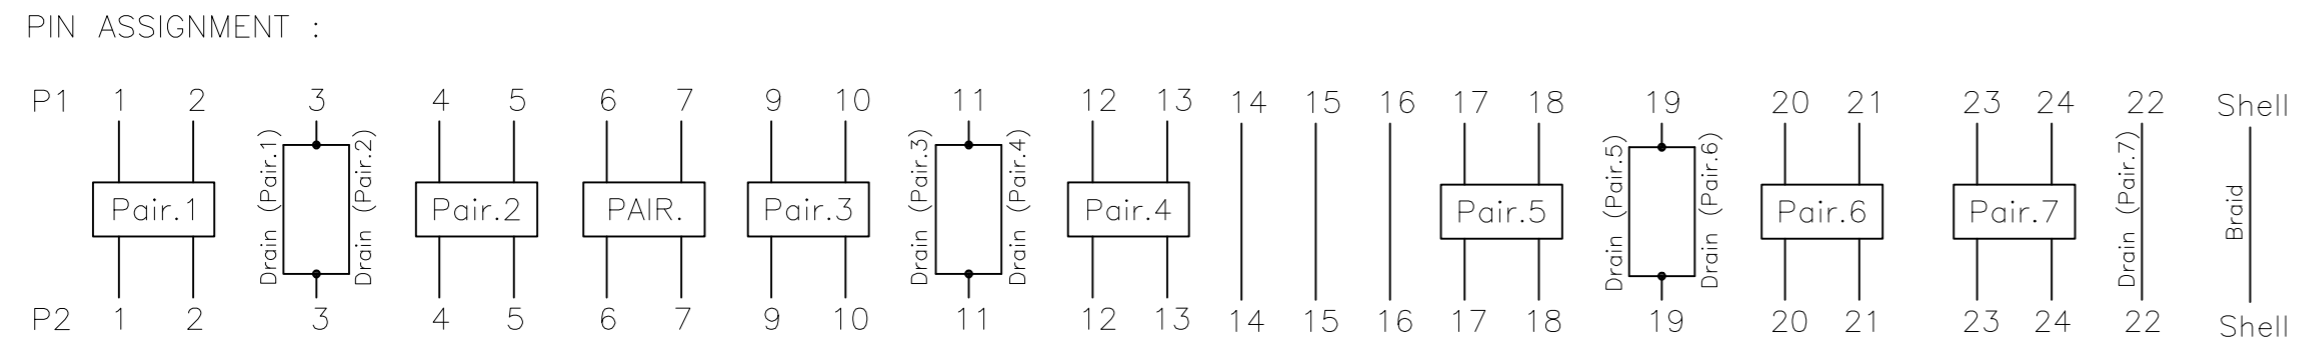 PIN ASSIGNMENT :
P1 1 2 3 4 5 6 7 9 10 11 12 13 14 15 16 17 18 19 20 21 23 24 22 Shell
Drain (Pair.1)
Drain (Pair.2)
Drain (Pair.3)
Drain (Pair.4)
Drain (Pair.5)
Drain (Pair.6)
Drain (Pair.7)
Braid
Pair.1 Pair.2 PAIR. Pair.3 Pair.4 Pair.5 Pair.6 Pair.7
P2 1 2 3 4 5 6 7 9 10 11 12 13 14 15 16 17 18 19 20 21 23 24 22 Shell